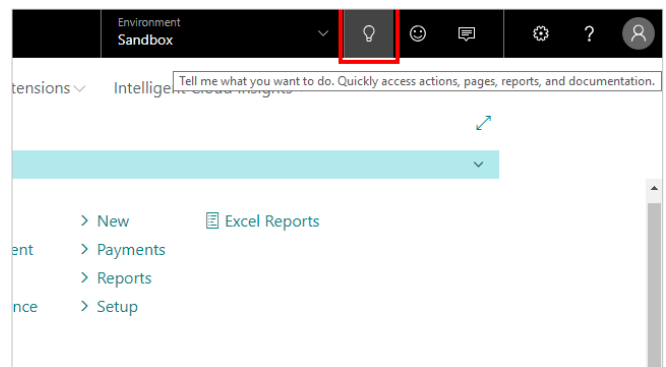 Environment
Sandbox
?
tensions Intelligent Cloud Insights
Tell me what you want to do. Quickly access actions, pages, reports, and documentation.
> New Excel Reports
ent > Payments
> Reports
nce > Setup